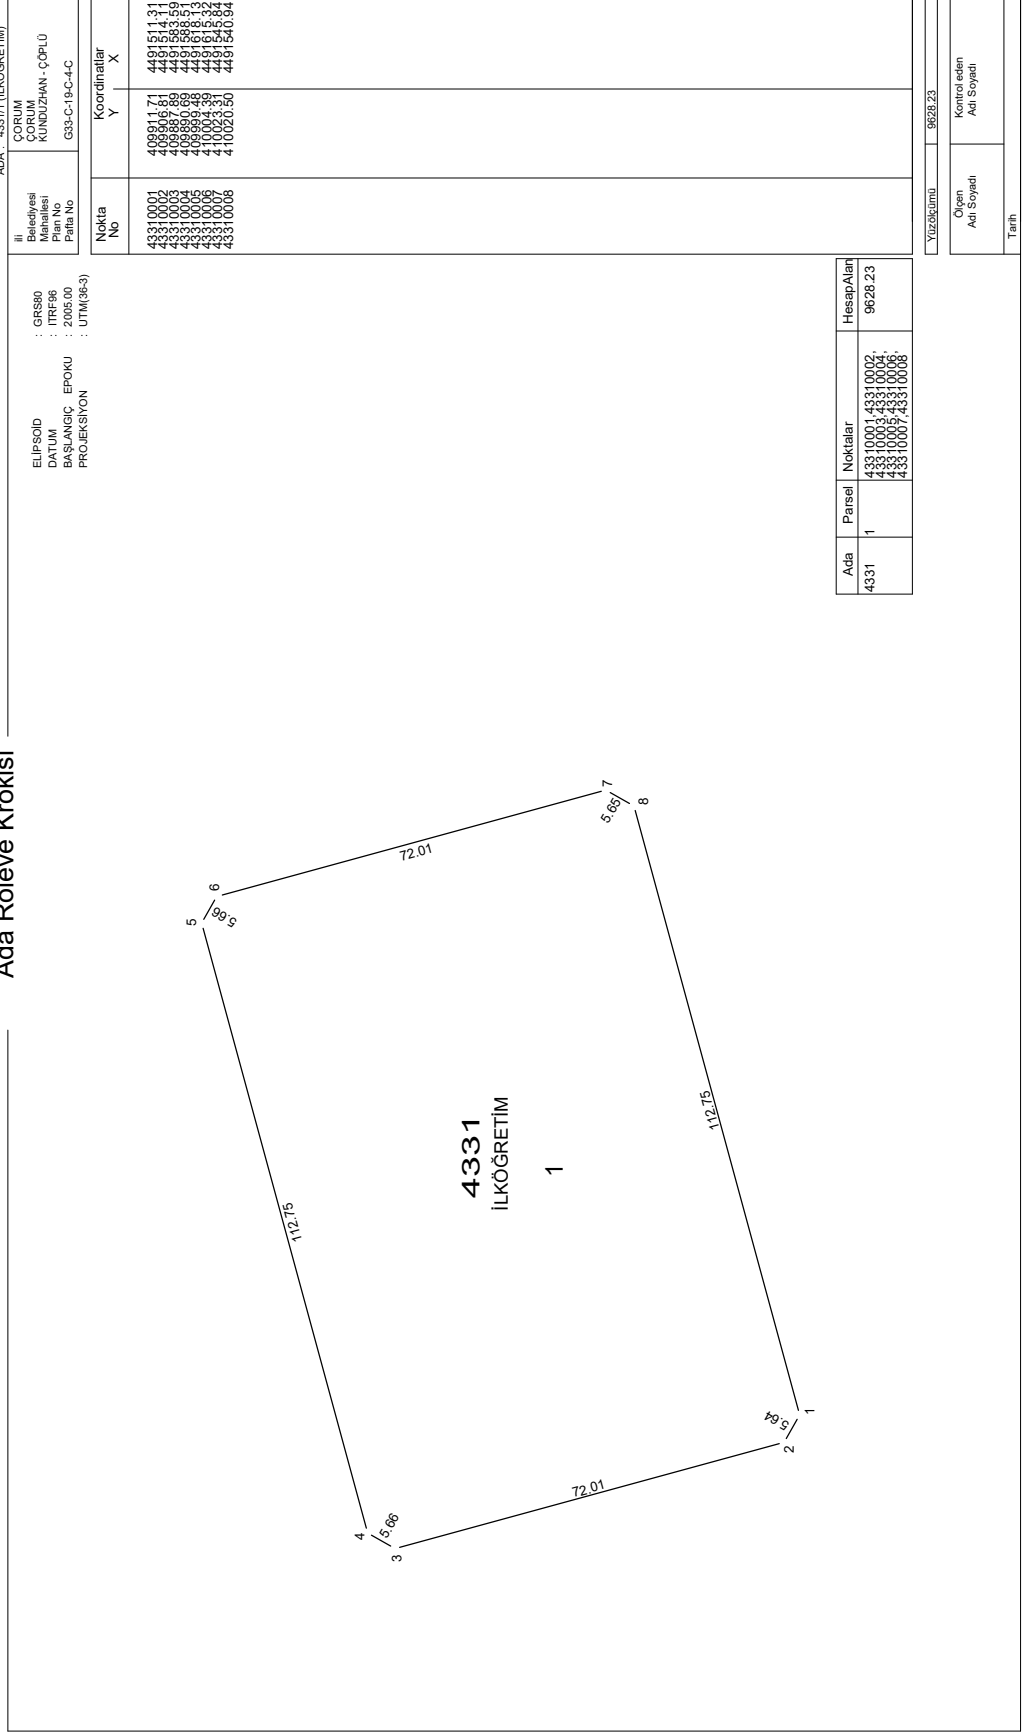 Ada Röleve Krokisi
ADA : 4331/1 (İLKÖĞRETİM)
ili ÇORUM
Belediyesi ÇORUM
Mahallesi KUNDUZHAN - ÇÖPLÜ
Plan No
Pafta No G33-C-19-C-4-C
ELİPSOİD : GRS80
DATUM : ITRF96
BAŞLANGIÇ EPOKU : 2005.00
PROJEKSİYON : UTM(36-3)
Nokta No Koordinatlar
Y X
43310001 409911.71 4491511.31
43310002 409906.81 4491514.11
43310003 409887.89 4491583.59
43310004 409890.69 4491588.51
43310005 409999.48 4491618.13
43310006 410004.39 4491615.32
43310007 410023.31 4491545.84
43310008 410020.50 4491540.94
5
6
5.66
72.01
112.75
7
5.65
8
4
5.66
3
4331
İLKÖĞRETİM
1
72.01
112.75
2
5.64
1
Ada Parsel Noktalar HesapAlan
4331 1 43310001,43310002, 9628.23
43310003,43310004,
43310005,43310006,
43310007,43310008
Yüzölçümü 9628.23
Ölçen
Adı Soyadı
Kontrol eden
Adı Soyadı
Tarih